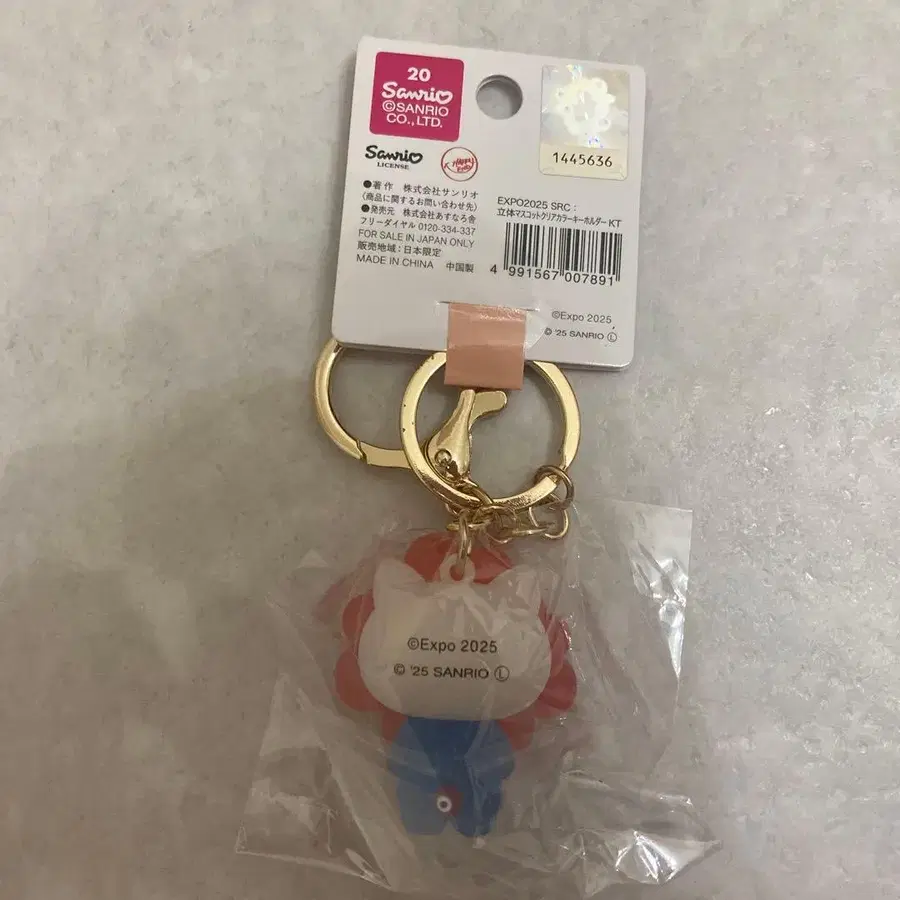 20
Sanrio
©SANRIO
CO., LTD.
Sanrio
LICENSE
●著作 株式会社サンリオ
(商品に関するお問い合わせ先)
●発売元 株式会社あすなろ舎
フリーダイヤル 0120-334-337
FOR SALE IN JAPAN ONLY
販売地域:日本限定
MADE IN CHINA 中国製
1445636
EXPO2025 SRC:
立体マスコットクリアカラーキーホルダー KT
4 991567 007891
©Expo 2025
© '25 SANRIO Ⓛ
©Expo 2025
© '25 SANRIO Ⓛ